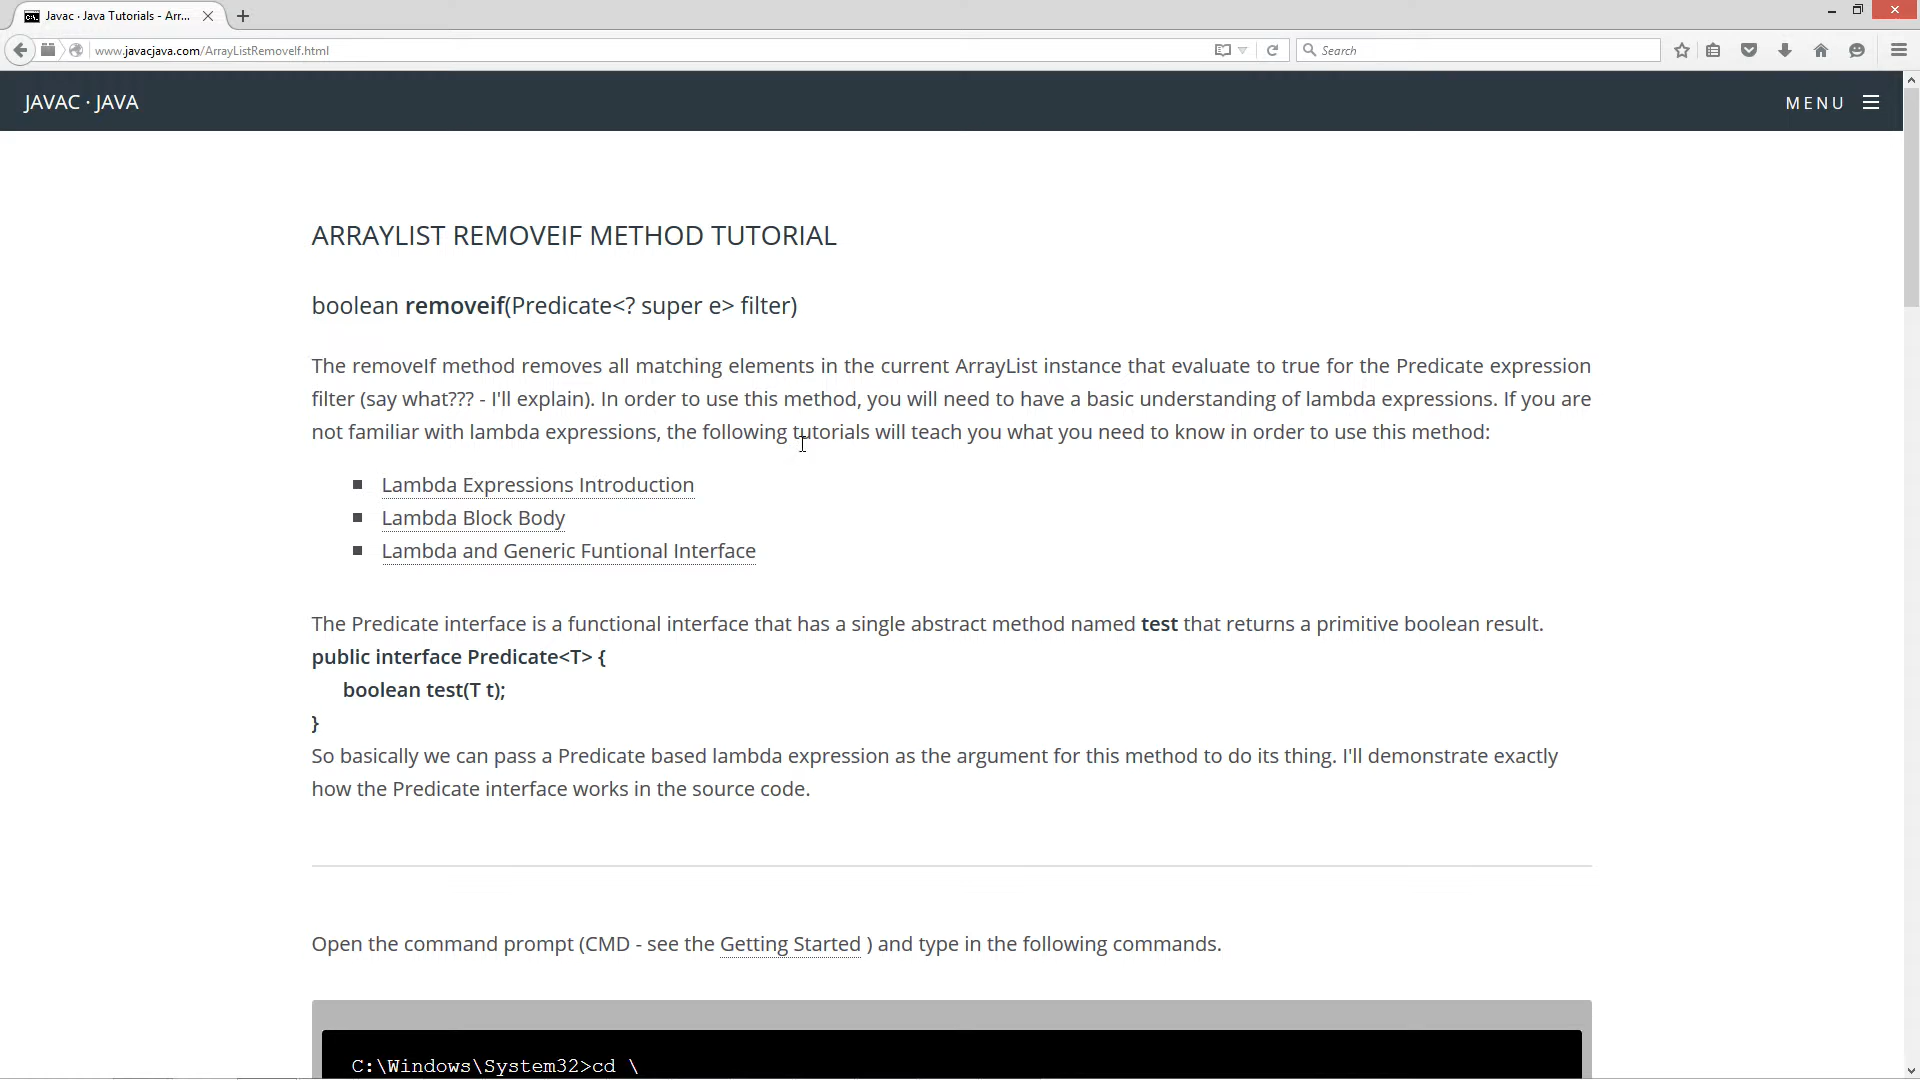 Javac · Java Tutorials - Arr...
www.javacjava.com/ArrayListRemoveIf.html
Search
JAVAC · JAVA
MENU
ARRAYLIST REMOVEIF METHOD TUTORIAL
boolean removeif(Predicate<? super e> filter)
The removeIf method removes all matching elements in the current ArrayList instance that evaluate to true for the Predicate expression
filter (say what??? - I'll explain). In order to use this method, you will need to have a basic understanding of lambda expressions. If you are
not familiar with lambda expressions, the following tutorials will teach you what you need to know in order to use this method:
Lambda Expressions Introduction
Lambda Block Body
Lambda and Generic Funtional Interface
The Predicate interface is a functional interface that has a single abstract method named test that returns a primitive boolean result.
public interface Predicate<T> {
boolean test(T t);
}
So basically we can pass a Predicate based lambda expression as the argument for this method to do its thing. I'll demonstrate exactly
how the Predicate interface works in the source code.
Open the command prompt (CMD - see the Getting Started ) and type in the following commands.
C:\Windows\System32>cd \